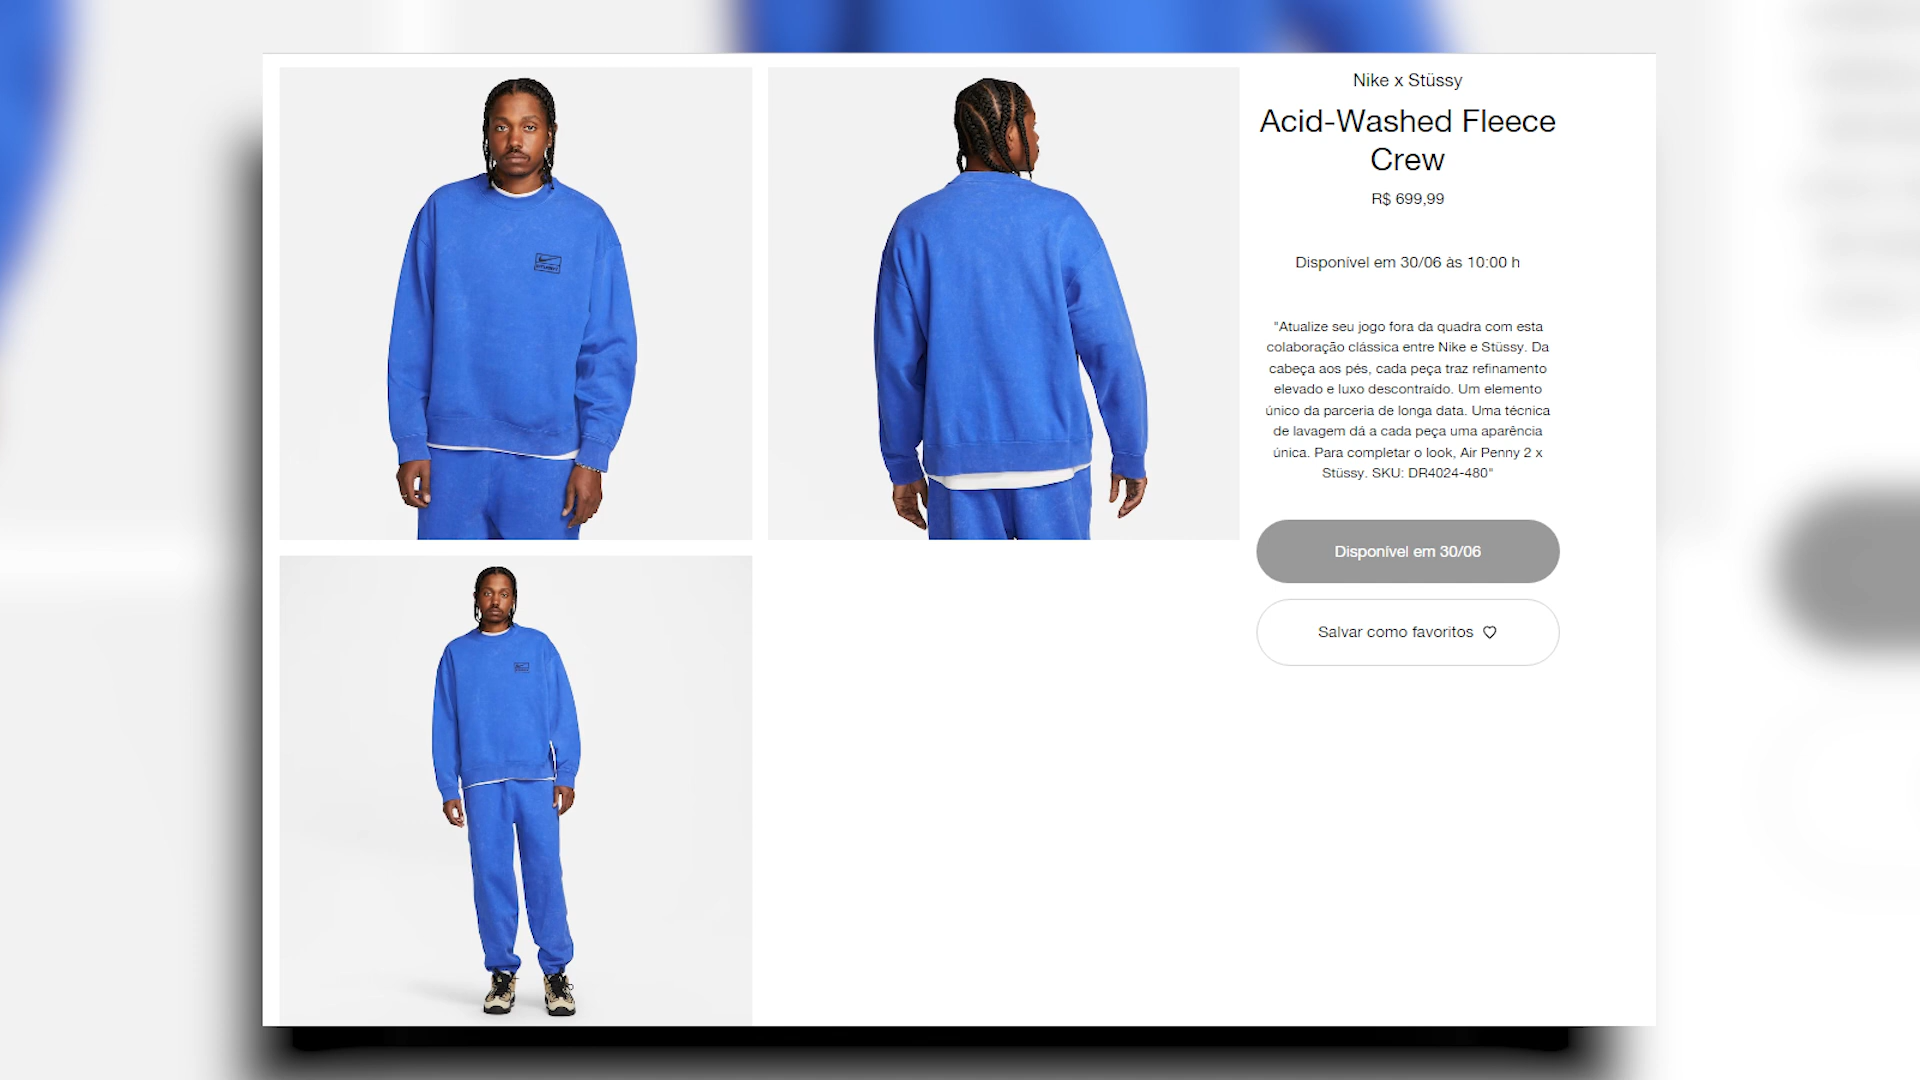 Nike x Stüssy
Acid-Washed Fleece
Crew
R$ 699,99
Disponível em 30/06 às 10:00 h
"Atualize seu jogo fora da quadra com esta
colaboração clássica entre Nike e Stüssy. Da
cabeça aos pés, cada peça traz refinamento
elevado e luxo descontraído. Um elemento
único da parceria de longa data. Uma técnica
de lavagem dá a cada peça uma aparência
única. Para completar o look, Air Penny 2 x
Stüssy. SKU: DR4024-480"
Disponível em 30/06
Salvar como favoritos